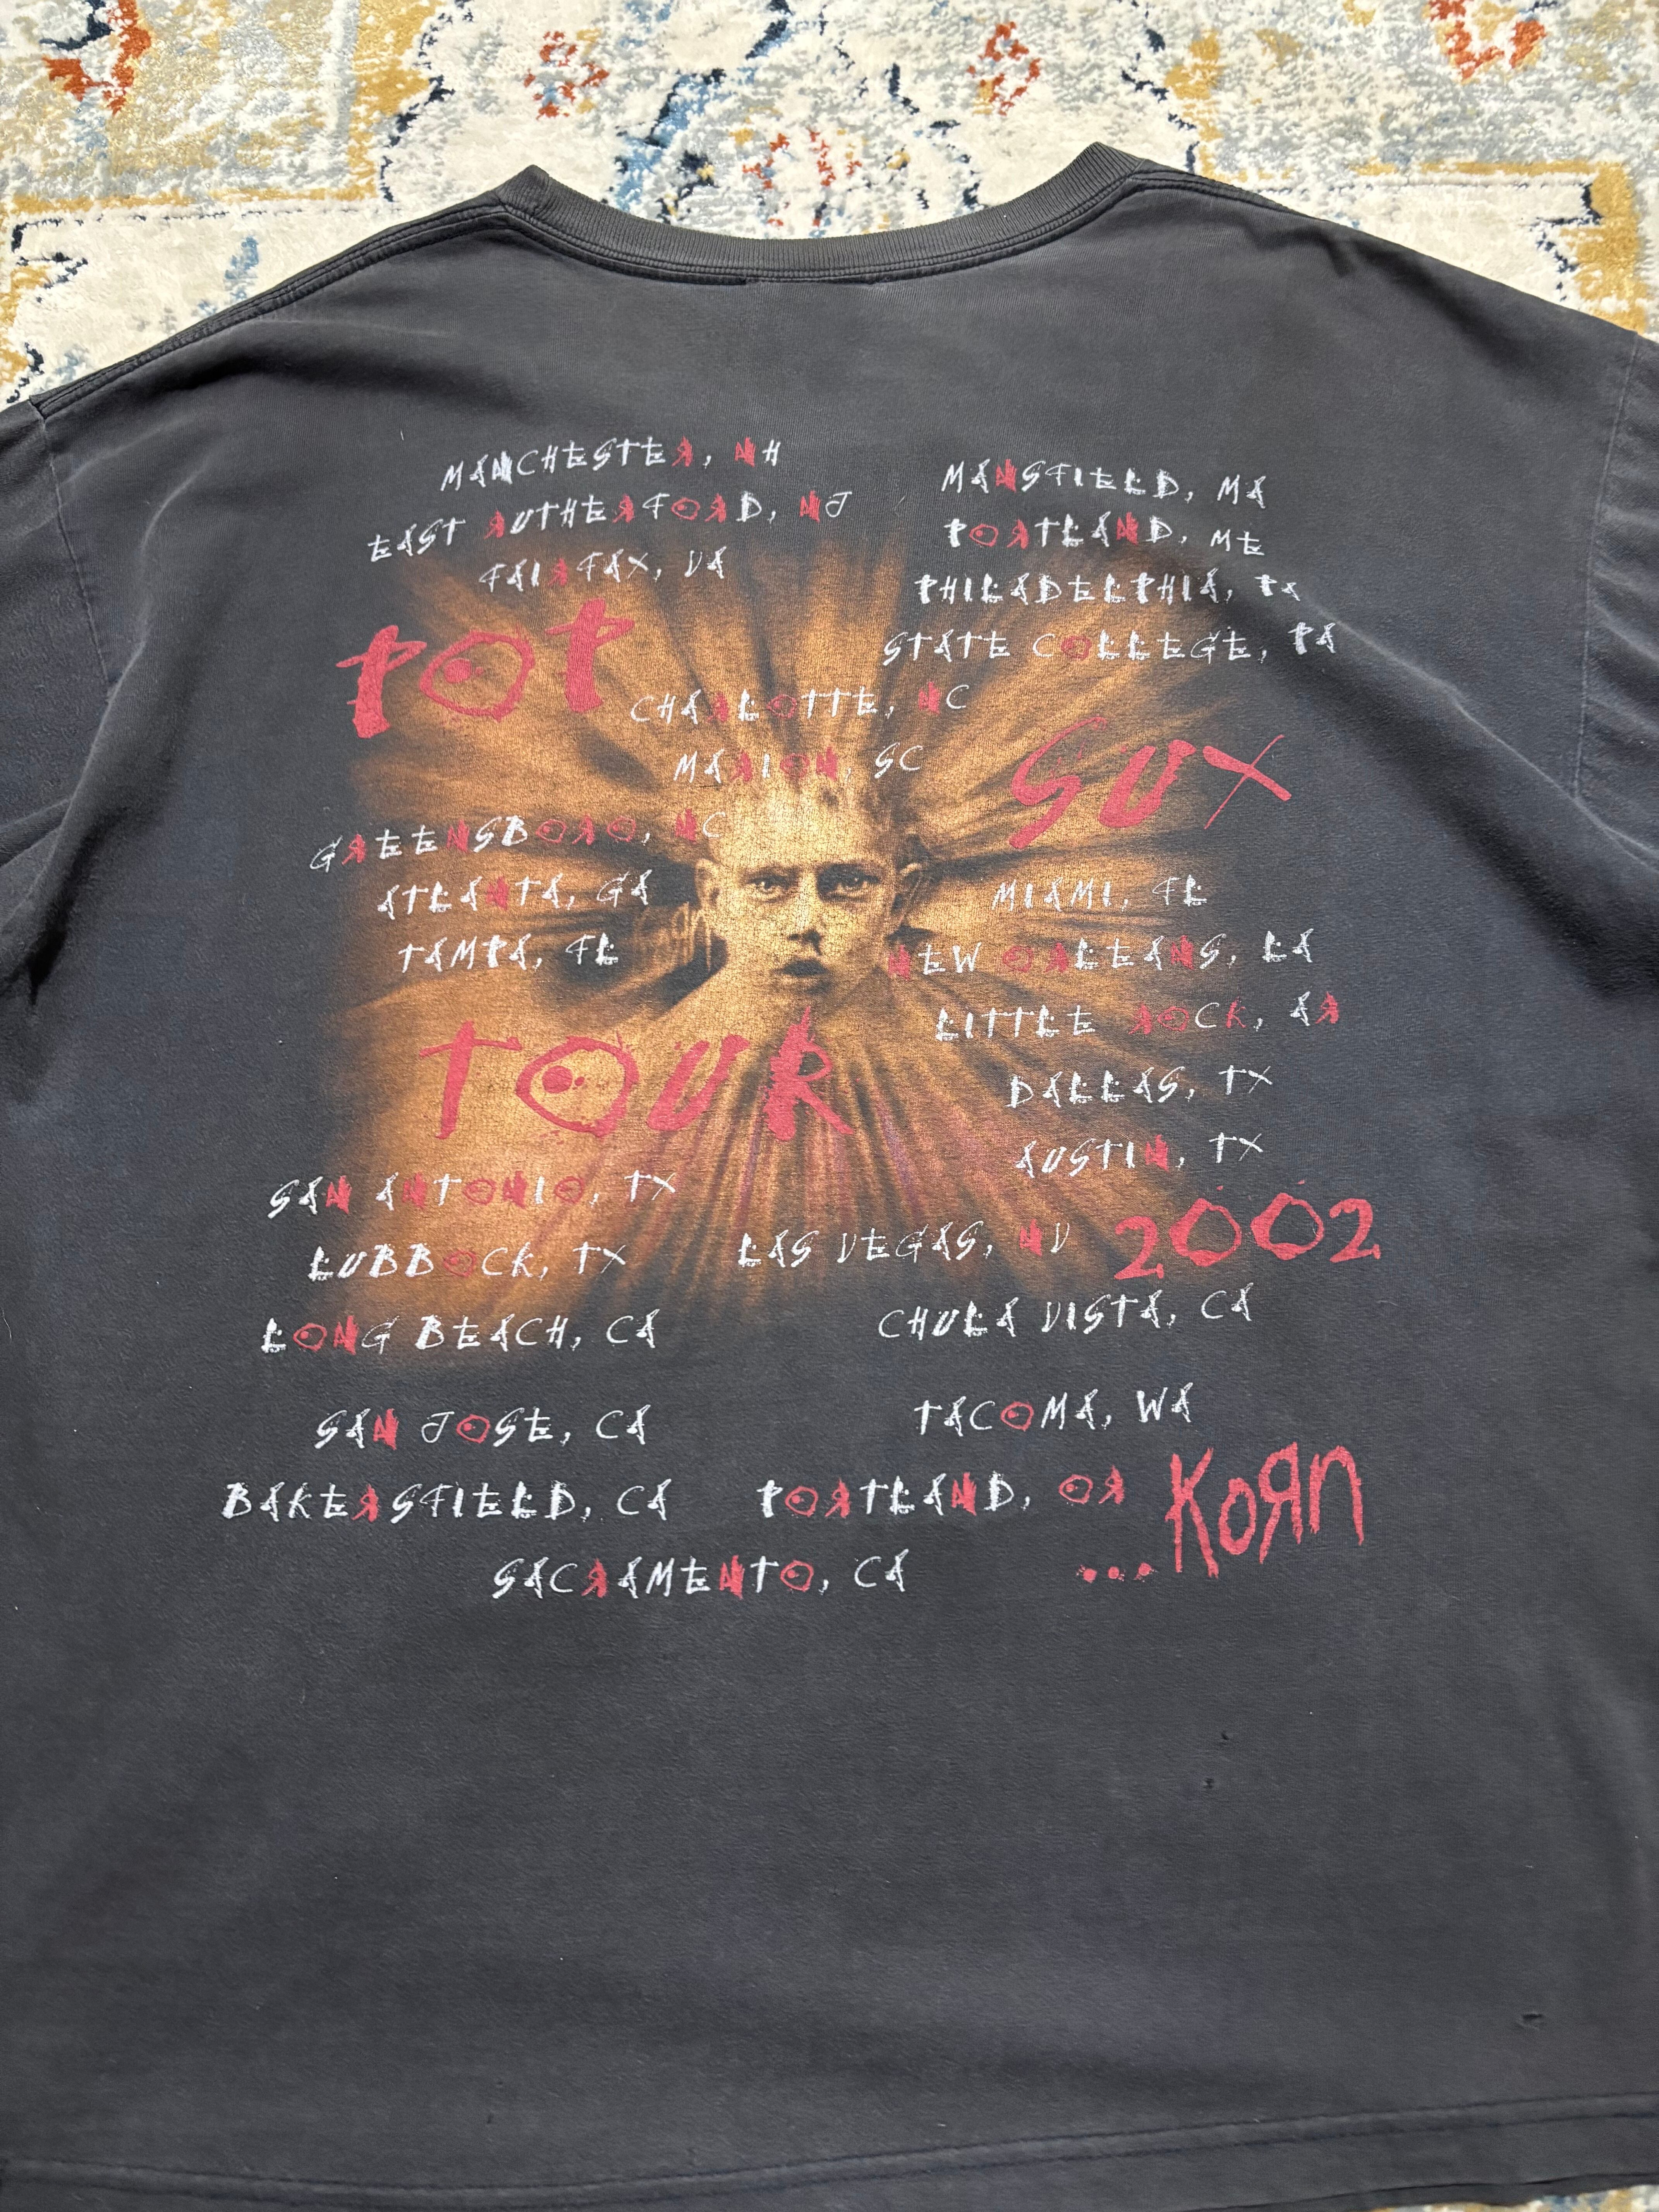 MANCHESTER, NH
EAST RUTHERFORD, NJ
FAIRFAX, VA
MANSFIELD, MA
PORTLAND, ME
PHILADELPHIA, PA
STATE COLLEGE, PA
POP
CHARLOTTE, NC
MARION, SC
SUX
GREENSBORO, NC
ATLANTA, GA
TAMPA, FL
MIAMI, FL
NEW ORLEANS, LA
LITTLE ROCK, AR
DALLAS, TX
AUSTIN, TX
TOUR
SAN ANTONIO, TX
LUBBOCK, TX
LAS VEGAS, NV
2002
LONG BEACH, CA
CHULA VISTA, CA
SAN JOSE, CA
TACOMA, WA
BAKERSFIELD, CA
PORTLAND, OR
SACRAMENTO, CA
...KoЯn